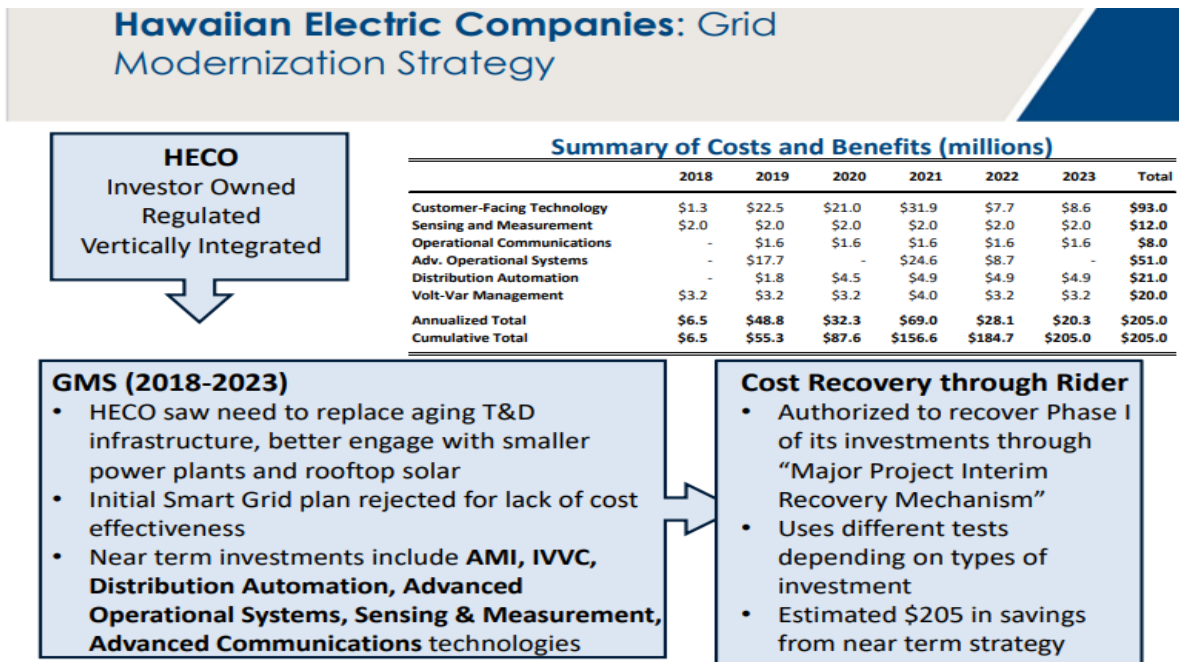 Hawaiian Electric Companies: Grid
Modernization Strategy
HECO
Investor Owned
Regulated
Vertically Integrated
Summary of Costs and Benefits (millions)
2018 2019 2020 2021 2022 2023 Total
Customer-Facing Technology $1.3 $22.5 $21.0 $31.9 $7.7 $8.6 $93.0
Sensing and Measurement $2.0 $2.0 $2.0 $2.0 $2.0 $2.0 $12.0
Operational Communications - $1.6 $1.6 $1.6 $1.6 $1.6 $8.0
Adv. Operational Systems - $17.7 - $24.6 $8.7 - $51.0
Distribution Automation - $1.8 $4.5 $4.9 $4.9 $4.9 $21.0
Volt-Var Management $3.2 $3.2 $3.2 $4.0 $3.2 $3.2 $20.0
Annualized Total $6.5 $48.8 $32.3 $69.0 $28.1 $20.3 $205.0
Cumulative Total $6.5 $55.3 $87.6 $156.6 $184.7 $205.0 $205.0
GMS (2018-2023)
• HECO saw need to replace aging T&D
infrastructure, better engage with smaller
power plants and rooftop solar
• Initial Smart Grid plan rejected for lack of cost
effectiveness
• Near term investments include AMI, IVVC,
Distribution Automation, Advanced
Operational Systems, Sensing & Measurement,
Advanced Communications technologies
Cost Recovery through Rider
• Authorized to recover Phase I
of its investments through
“Major Project Interim
Recovery Mechanism”
• Uses different tests
depending on types of
investment
• Estimated $205 in savings
from near term strategy